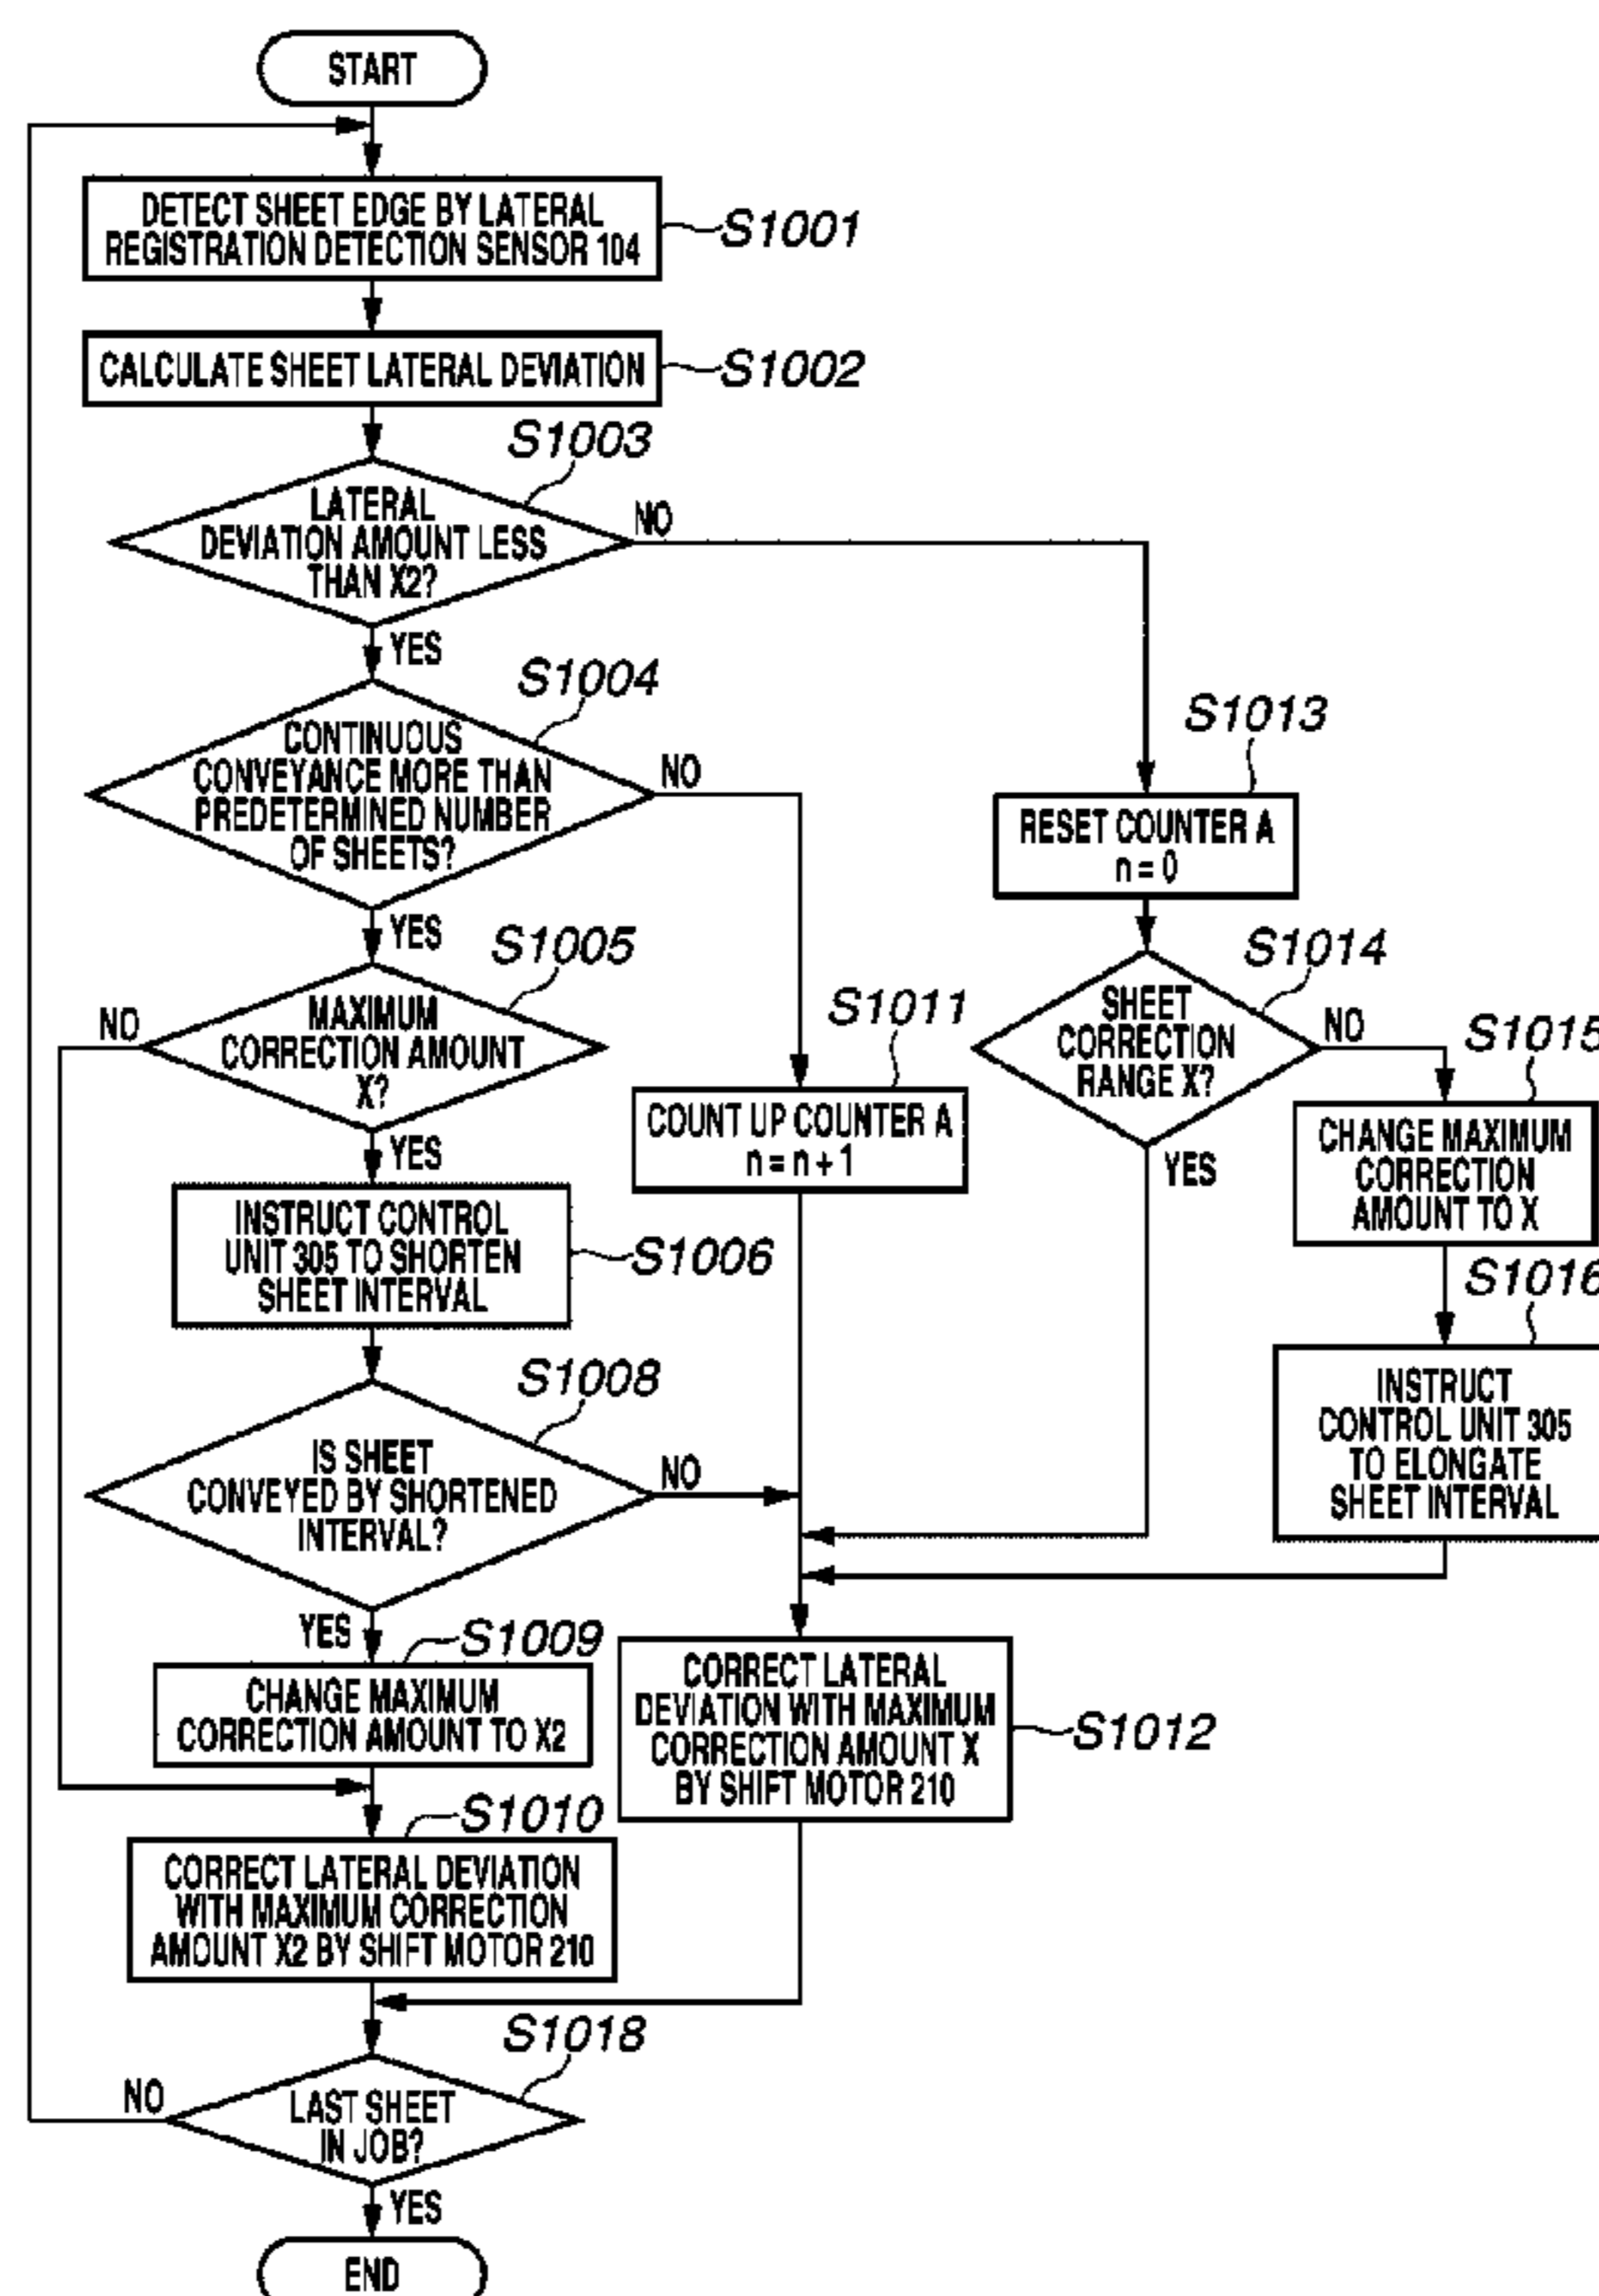 START
DETECT SHEET EDGE BY LATERAL
REGISTRATION DETECTION SENSOR 104
S1001
CALCULATE SHEET LATERAL DEVIATION
S1002
S1003
LATERAL
DEVIATION AMOUNT LESS
THAN X2?
NO
YES
S1004
CONTINUOUS
CONVEYANCE MORE THAN
PREDETERMINED NUMBER
OF SHEETS?
NO
YES
S1013
RESET COUNTER A
n = 0
S1005
MAXIMUM
CORRECTION AMOUNT
X?
NO
YES
S1011
COUNT UP COUNTER A
n = n + 1
S1014
SHEET
CORRECTION
RANGE X?
NO
YES
S1015
CHANGE MAXIMUM
CORRECTION
AMOUNT TO X
INSTRUCT CONTROL
UNIT 305 TO SHORTEN
SHEET INTERVAL
S1006
S1016
INSTRUCT
CONTROL UNIT 305
TO ELONGATE
SHEET INTERVAL
S1008
IS SHEET
CONVEYED BY SHORTENED
INTERVAL?
NO
YES
S1009
CHANGE MAXIMUM
CORRECTION AMOUNT TO X2
CORRECT LATERAL
DEVIATION WITH MAXIMUM
CORRECTION AMOUNT X
BY SHIFT MOTOR 210
S1012
S1010
CORRECT LATERAL DEVIATION
WITH MAXIMUM CORRECTION
AMOUNT X2 BY SHIFT MOTOR 210
S1018
LAST SHEET
IN JOB?
NO
YES
END